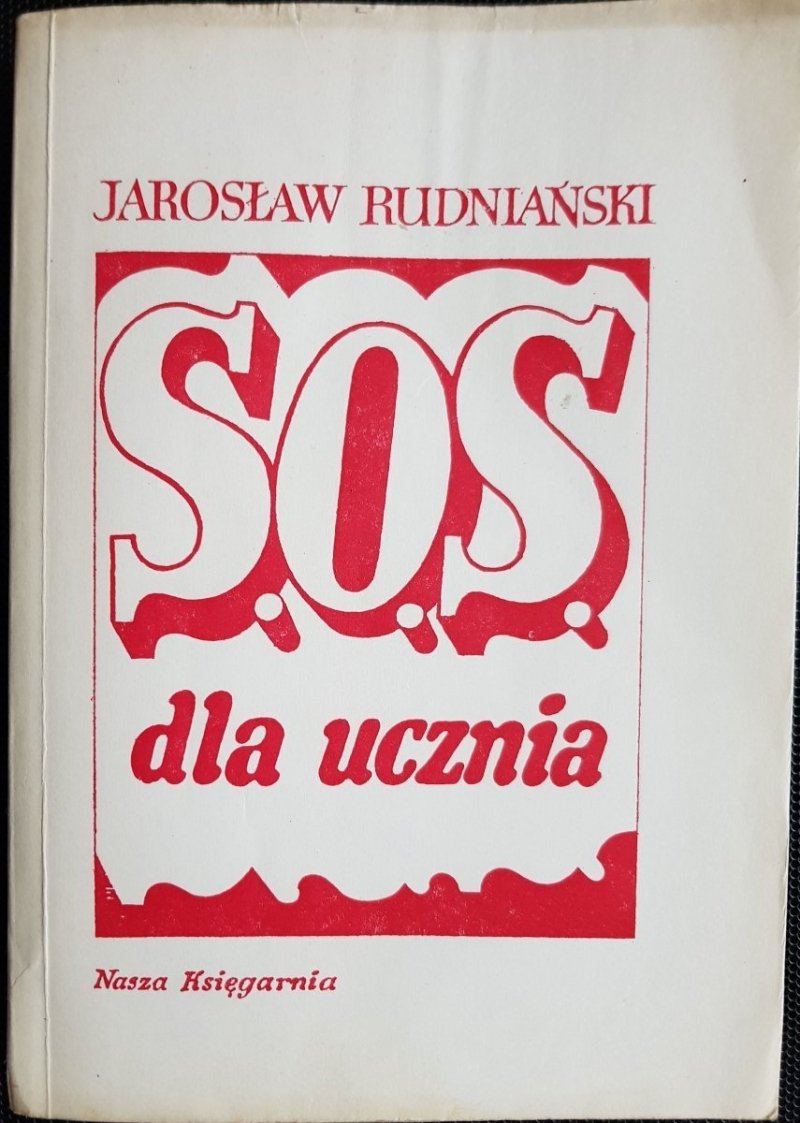 JAROSŁAW RUDNIAŃSKI
S.O.S.
dla ucznia
Nasza Księgarnia